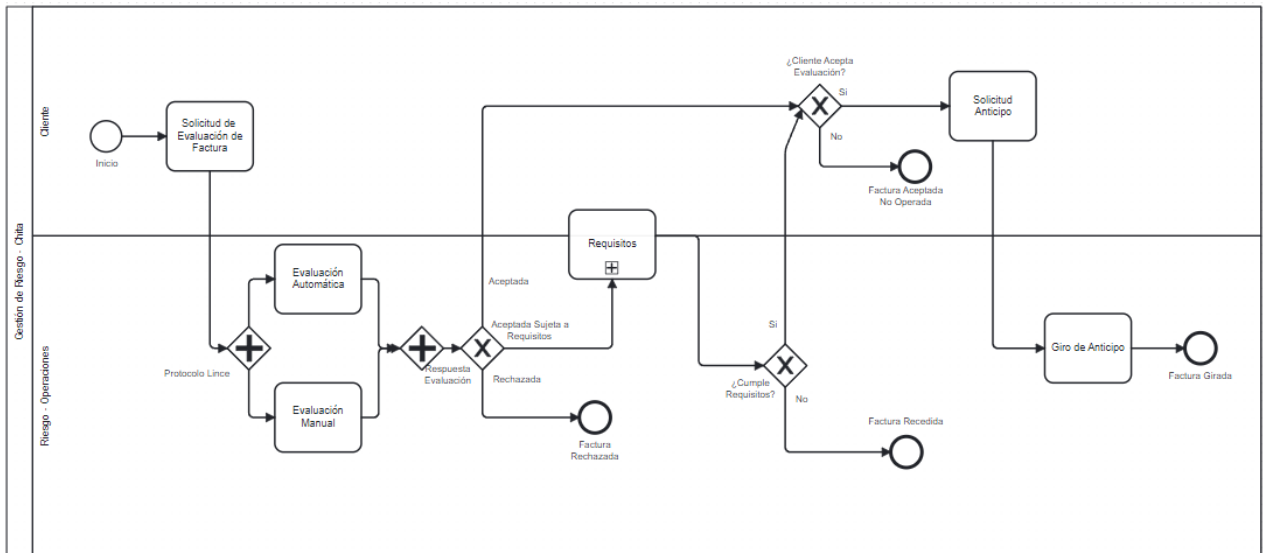 Gestión de Riesgo - Chita
Cliente
Riesgo - Operaciones
Inicio
Solicitud de
Evaluación de
Factura
Protocolo Lince
Evaluación
Automática
Evaluación
Manual
Respuesta
Evaluación
Aceptada
Aceptada Sujeta a
Requisitos
Rechazada
Factura
Rechazada
Requisitos
¿Cumple
Requisitos?
Si
No
Factura Recedida
¿Cliente Acepta
Evaluación?
Si
No
Factura Aceptada
No Operada
Solicitud
Anticipo
Giro de Anticipo
Factura Girada